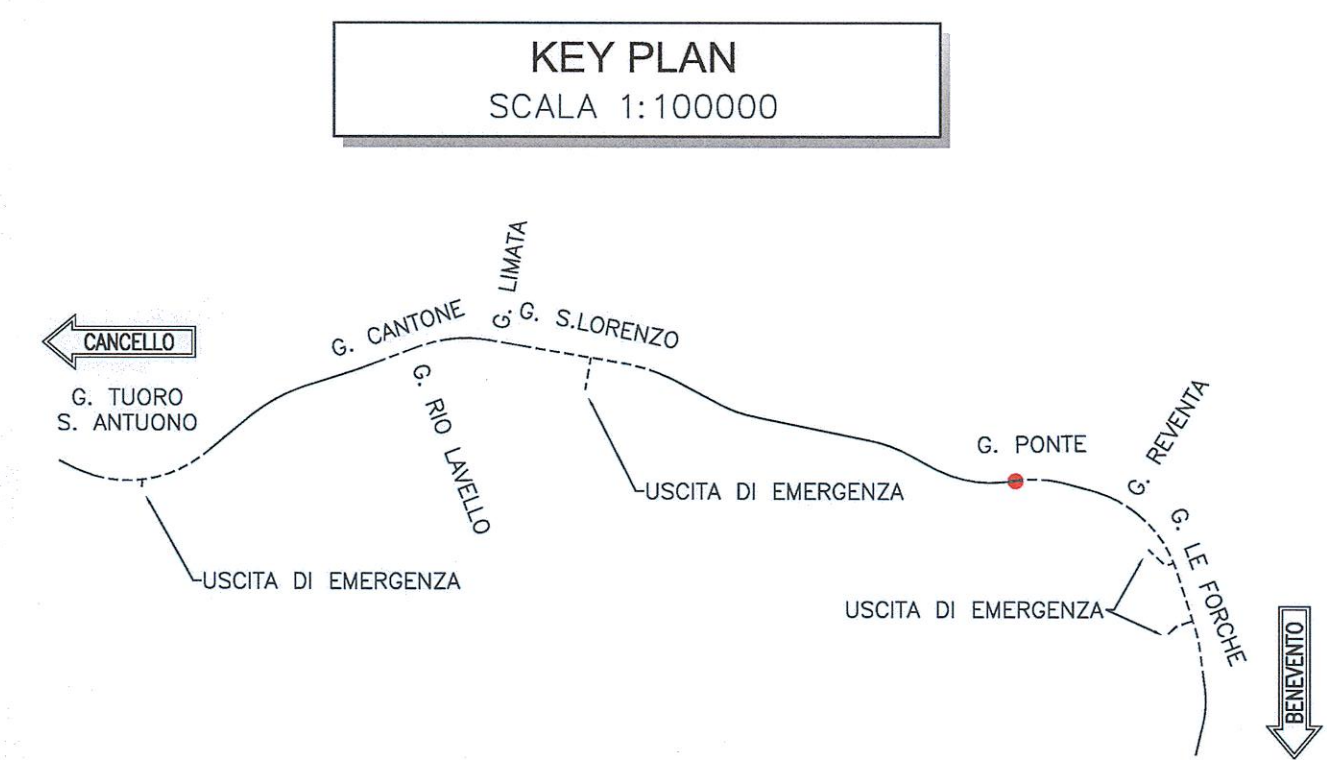 KEY PLAN
SCALA 1:100000
CANCELLO
G. TUORO
S. ANTUONO
G. CANTONE
G. LIMATA
G. S.LORENZO
G. RIO LAVELLO
USCITA DI EMERGENZA
USCITA DI EMERGENZA
G. PONTE
G. REVENTA
G. LE FORCHE
USCITA DI EMERGENZA
BENEVENTO